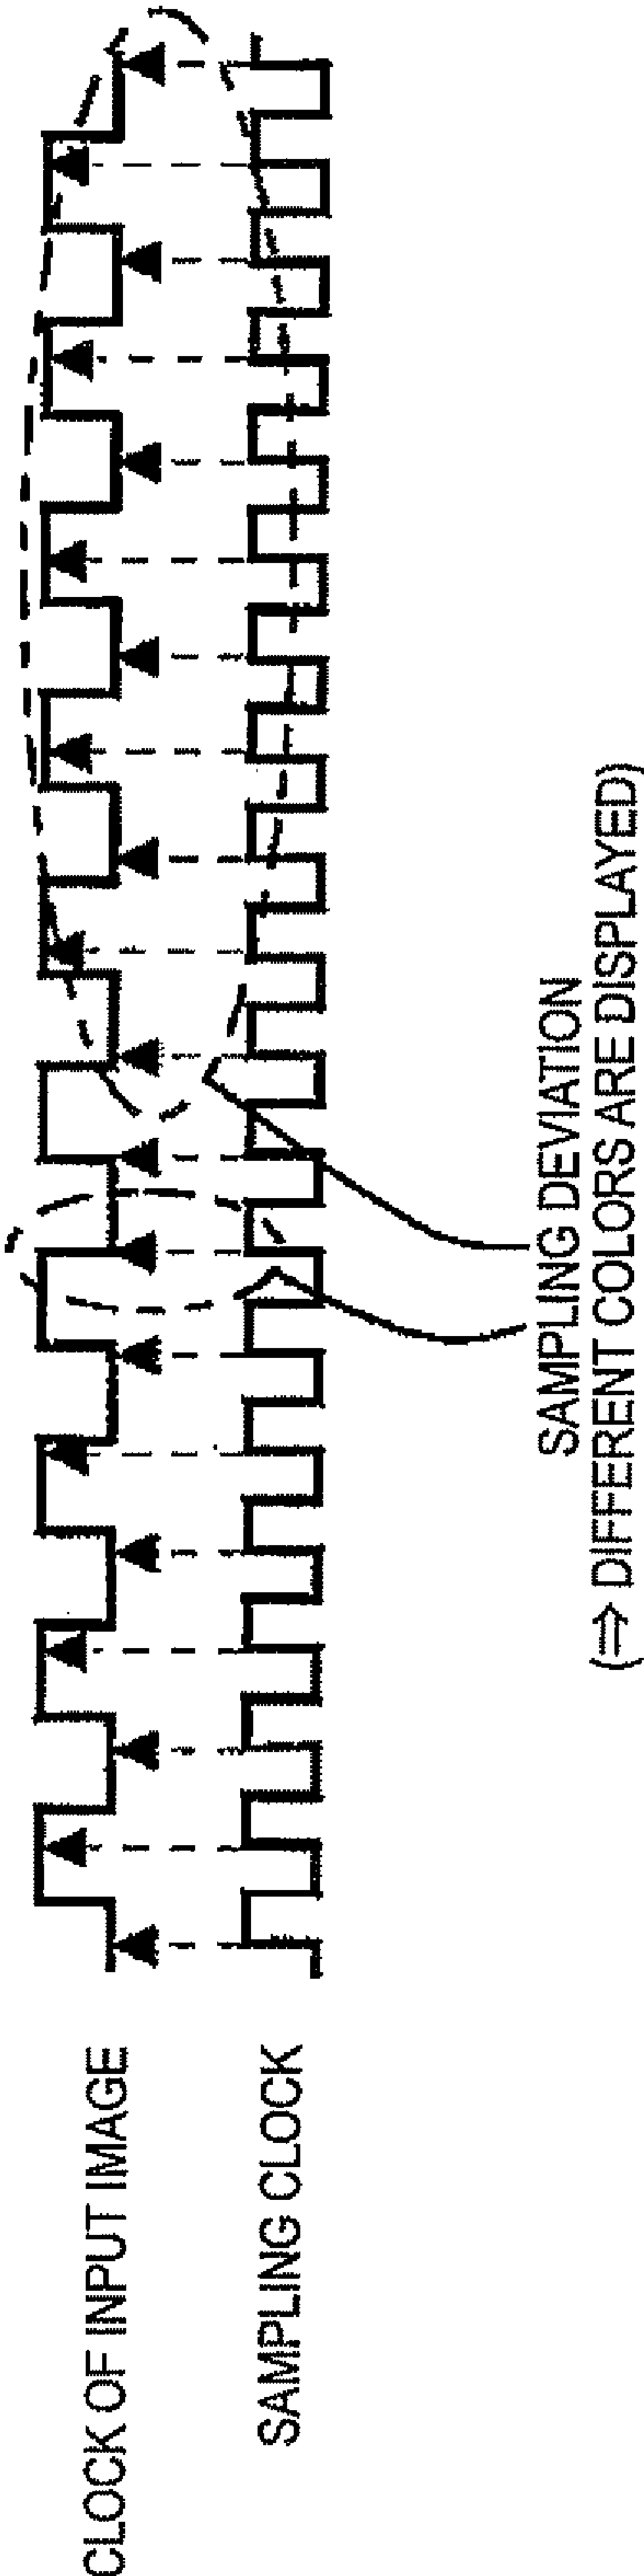 CLOCK OF INPUT IMAGE
SAMPLING CLOCK
SAMPLING DEVIATION
(⇒ DIFFERENT COLORS ARE DISPLAYED)